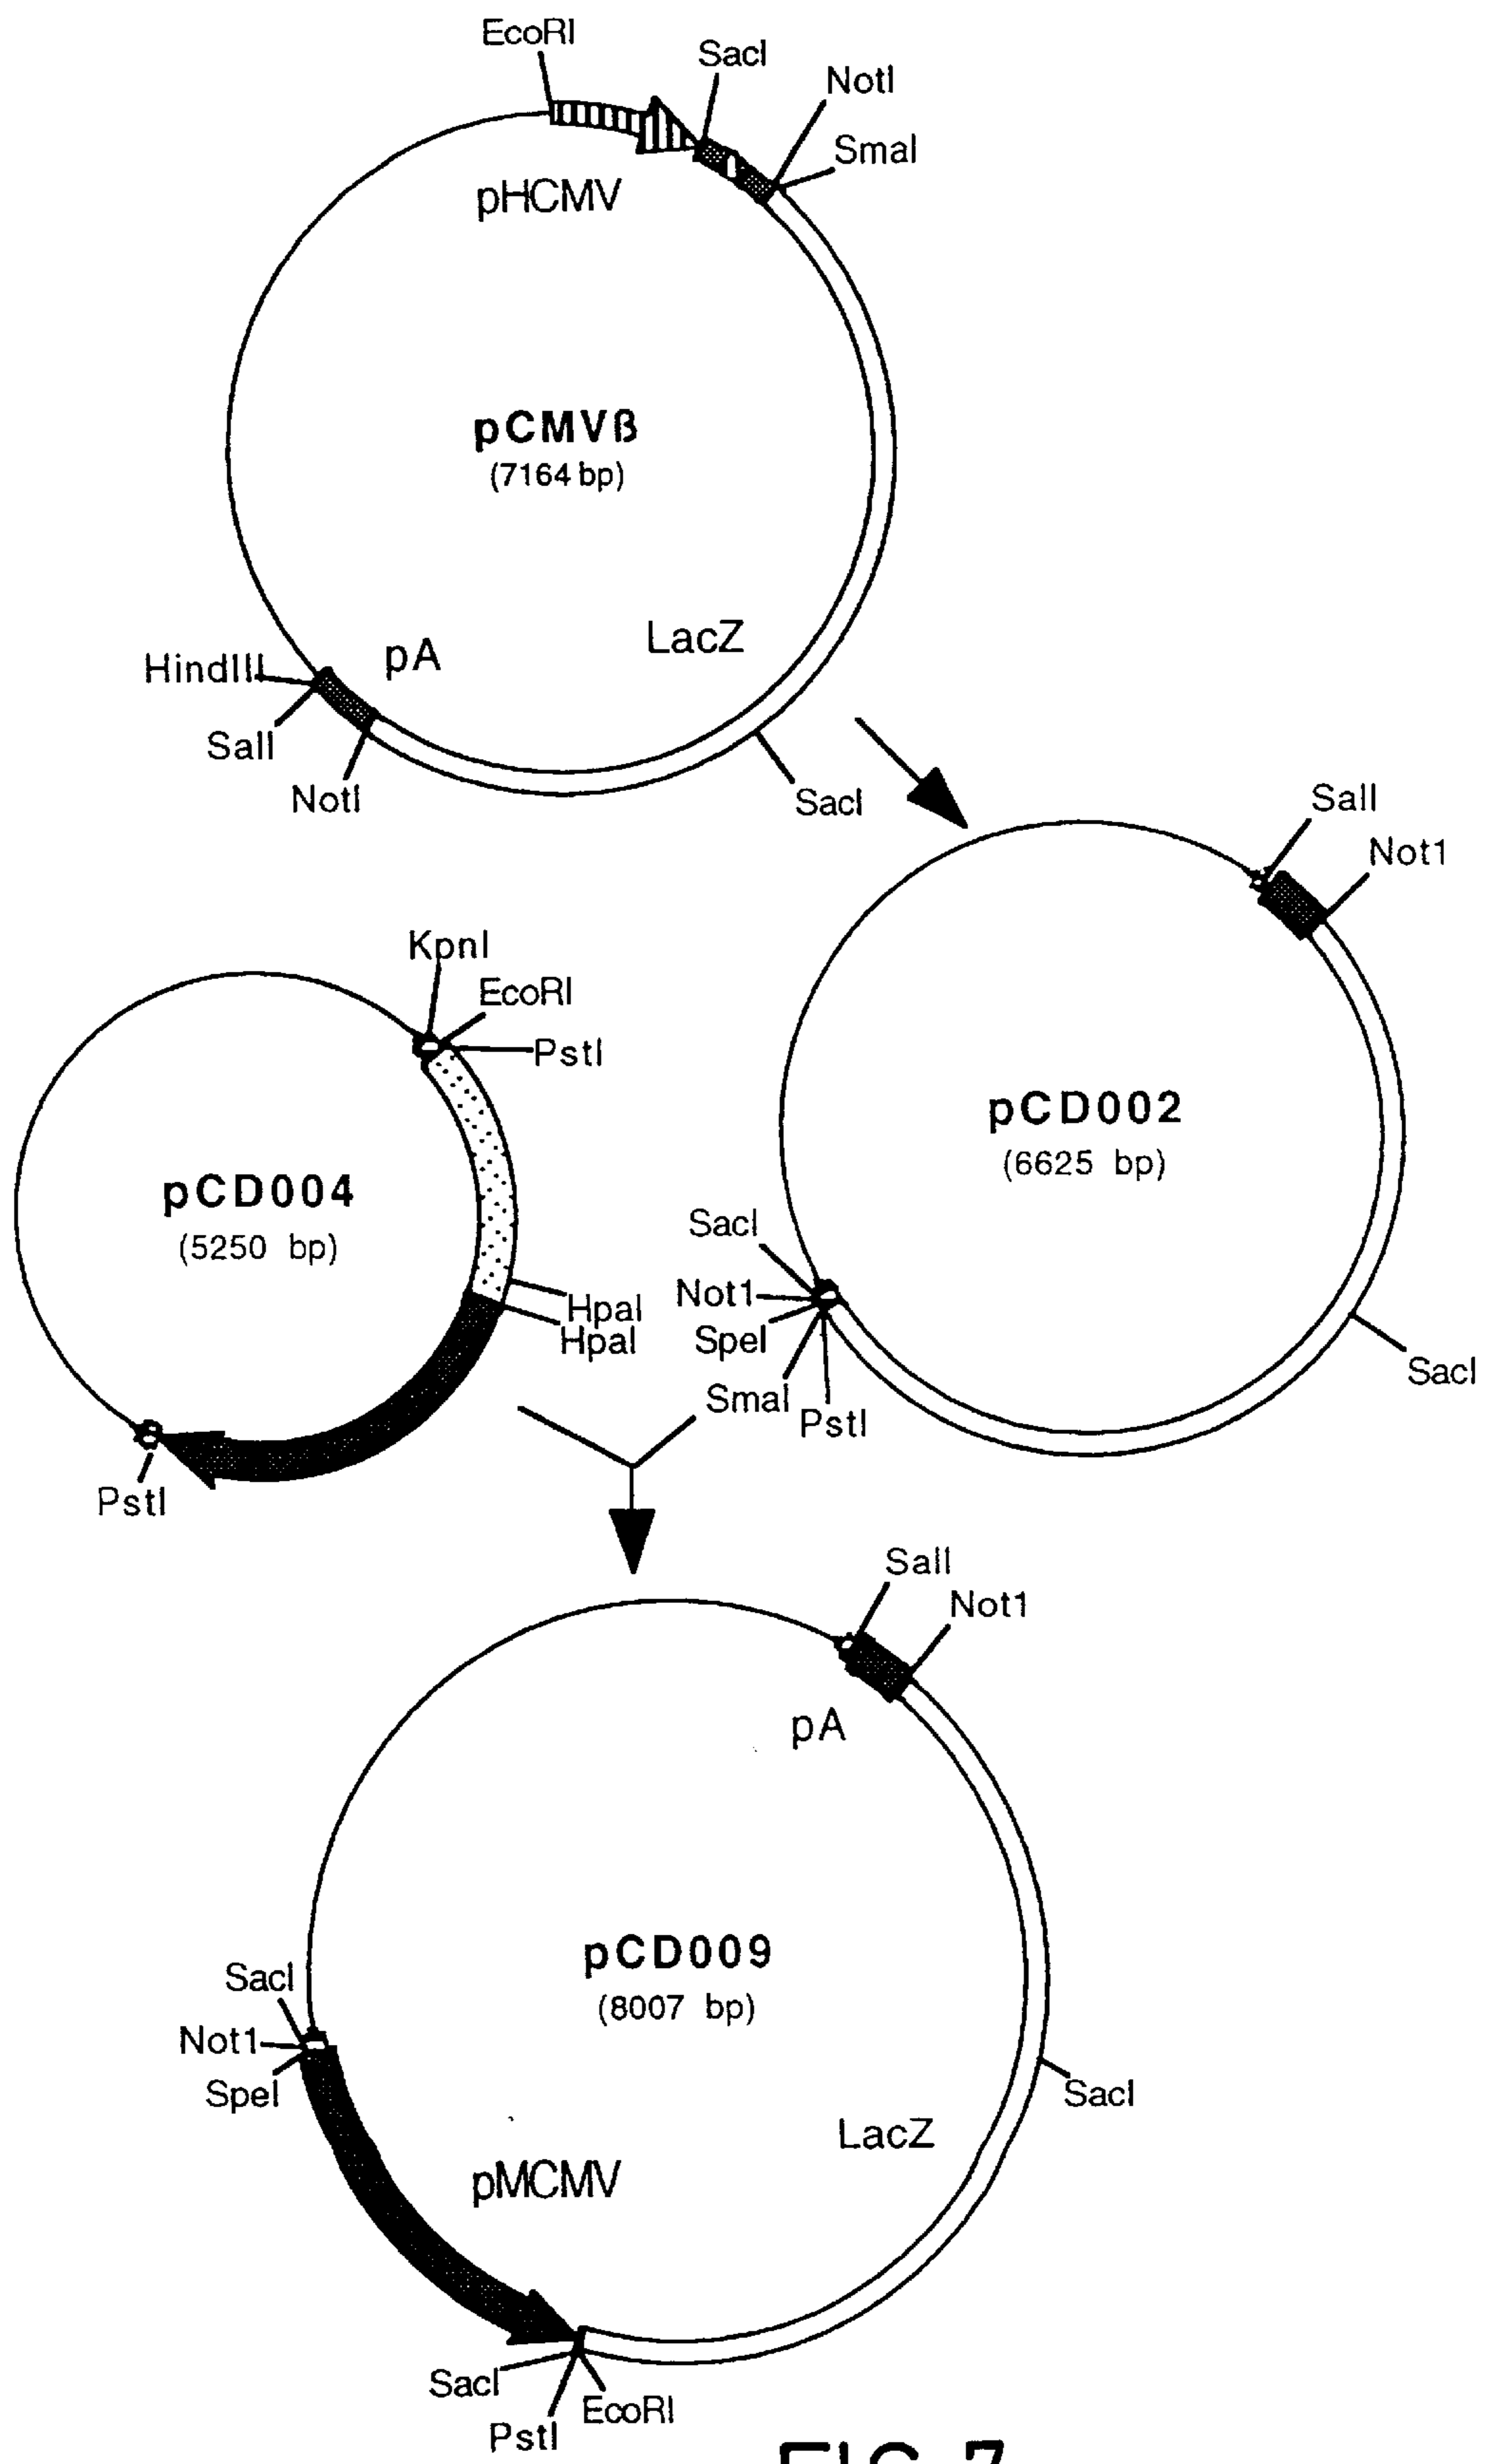 EcoRI
SacI
NotI
SmaI
pHCMV
pCMVß
(7164 bp)
LacZ
pA
HindIII
SalI
NotI
SacI
SalI
Not1
KpnI
EcoRI
PstI
pCD002
(6625 bp)
pCD004
(5250 bp)
SacI
Not1
SpeI
SmaI
PstI
SacI
HpaI
HpaI
PstI
SalI
Not1
pA
pCD009
(8007 bp)
SacI
Not1
SpeI
SacI
LacZ
pMCMV
SacI
PstI
EcoRI
FIG. 7